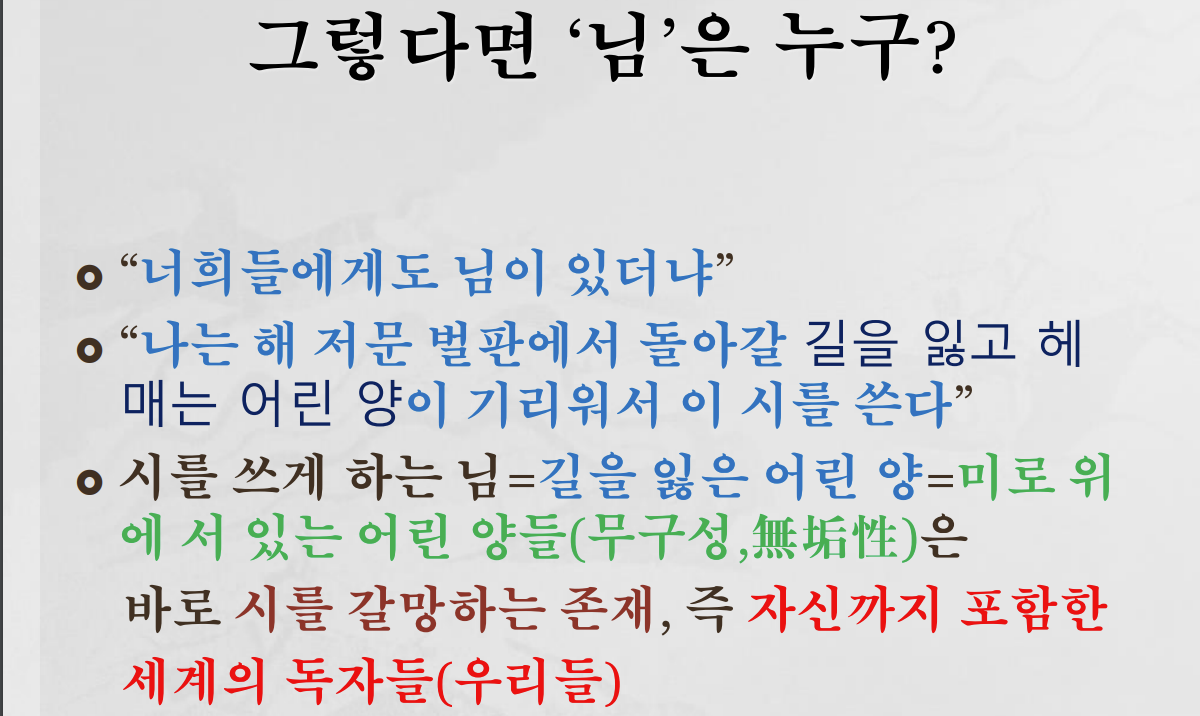 그렇다면 ‘님’은 누구?
“너희들에게도 님이 있더냐”
“나는 해 저문 벌판에서 돌아갈 길을 잃고 헤
매는 어린 양이 기리워서 이 시를 쓴다”
시를 쓰게 하는 님=길을 잃은 어린 양=미로 위
에 서 있는 어린 양들(무구성,無垢性)은
바로 시를 갈망하는 존재, 즉 자신까지 포함한
세계의 독자들(우리들)